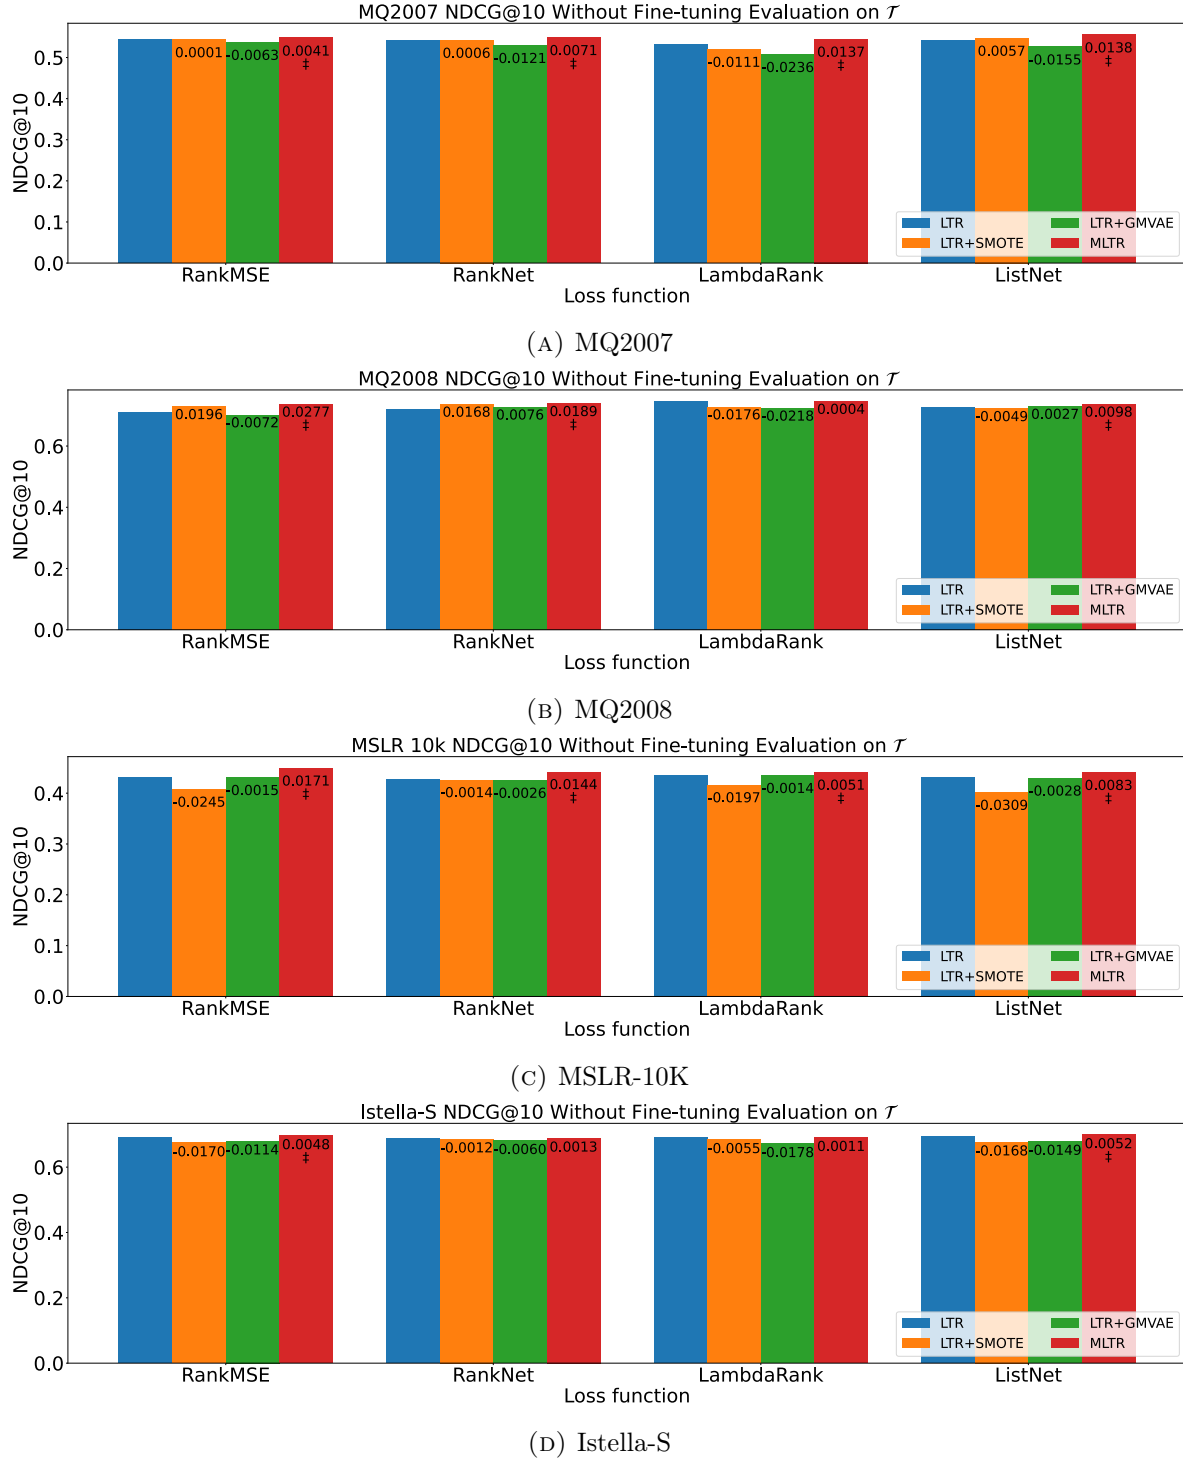 MQ2007 NDCG@10 Without Fine-tuning Evaluation on 𝒯
NDCG@10
0.5
0.4
0.3
0.2
0.1
0.0
0.0001 -0.0063 0.0041 ‡
0.0006 -0.0121 0.0071 ‡
-0.0111 -0.0236 0.0137 ‡
0.0057 -0.0155 0.0138 ‡
LTR LTR+GMVAE
LTR+SMOTE MLTR
RankMSE RankNet LambdaRank ListNet
Loss function
(A) MQ2007
MQ2008 NDCG@10 Without Fine-tuning Evaluation on 𝒯
NDCG@10
0.6
0.4
0.2
0.0
0.0196 -0.0072 0.0277 ‡
0.0168 0.0076 0.0189 ‡
-0.0176 -0.0218 0.0004
-0.0049 0.0027 0.0098 ‡
LTR LTR+GMVAE
LTR+SMOTE MLTR
RankMSE RankNet LambdaRank ListNet
Loss function
(B) MQ2008
MSLR 10k NDCG@10 Without Fine-tuning Evaluation on 𝒯
NDCG@10
0.4
0.3
0.2
0.1
0.0
-0.0245 -0.0015 0.0171 ‡
-0.0014 -0.0026 0.0144 ‡
-0.0197 -0.0014 0.0051 ‡
-0.0309 -0.0028 0.0083 ‡
LTR LTR+GMVAE
LTR+SMOTE MLTR
RankMSE RankNet LambdaRank ListNet
Loss function
(C) MSLR-10K
Istella-S NDCG@10 Without Fine-tuning Evaluation on 𝒯
NDCG@10
0.6
0.4
0.2
0.0
-0.0170 -0.0114 0.0048 ‡
-0.0012 -0.0060 0.0013
-0.0055 -0.0178 0.0011
-0.0168 -0.0149 0.0052 ‡
LTR LTR+GMVAE
LTR+SMOTE MLTR
RankMSE RankNet LambdaRank ListNet
Loss function
(D) Istella-S